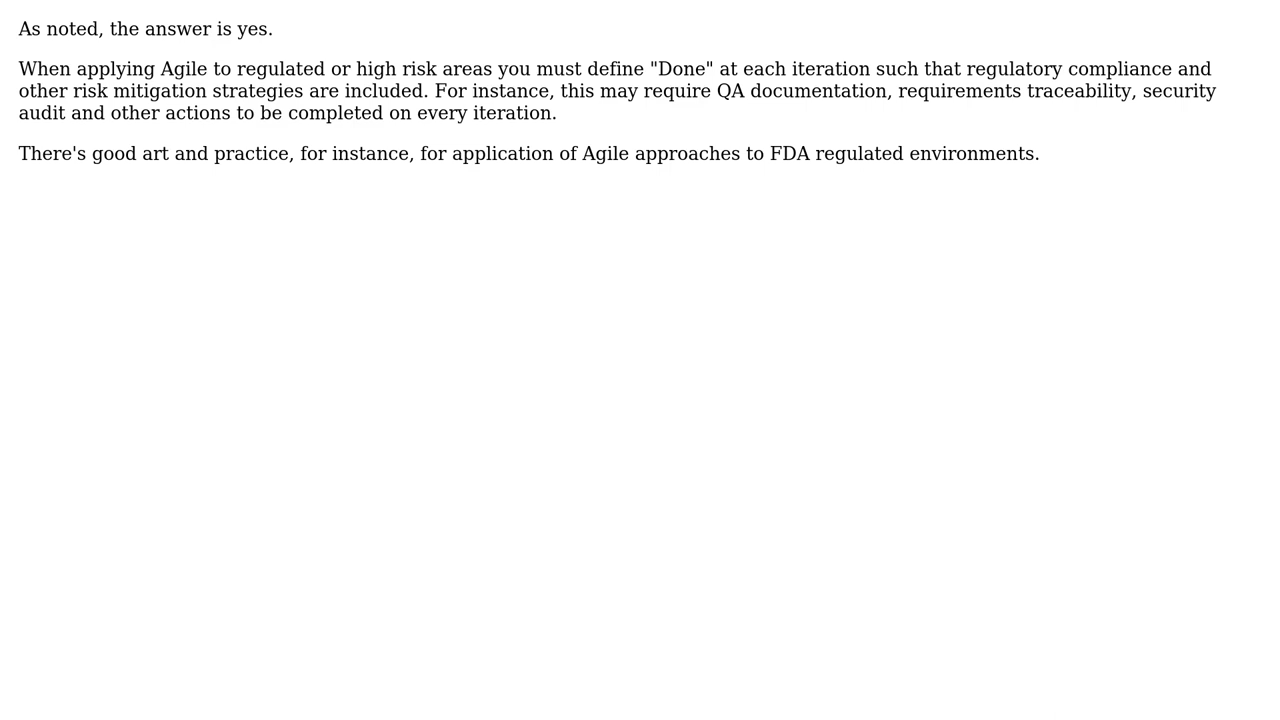 As noted, the answer is yes.
When applying Agile to regulated or high risk areas you must define "Done" at each iteration such that regulatory compliance and
other risk mitigation strategies are included. For instance, this may require QA documentation, requirements traceability, security
audit and other actions to be completed on every iteration.
There's good art and practice, for instance, for application of Agile approaches to FDA regulated environments.